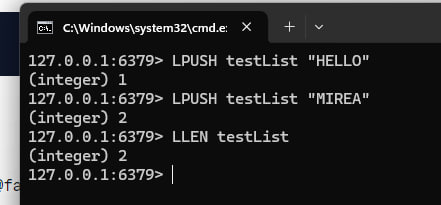 C:\Windows\system32\cmd.e:
127.0.0.1:6379> LPUSH testList "HELLO"
(integer) 1
127.0.0.1:6379> LPUSH testList "MIREA"
(integer) 2
127.0.0.1:6379> LLEN testList
(integer) 2
127.0.0.1:6379>
@fa